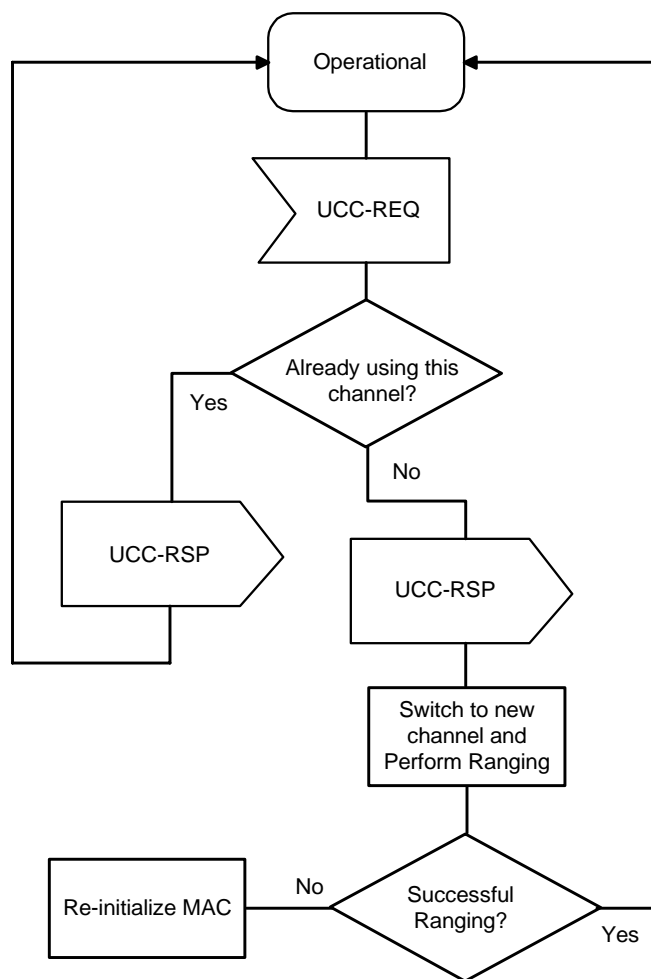 Operational
UCC-REQ
Already using this
channel?
Yes
No
UCC-RSP
UCC-RSP
Switch to new
channel and
Perform Ranging
No
Re-initialize MAC
Successful
Ranging?
Yes